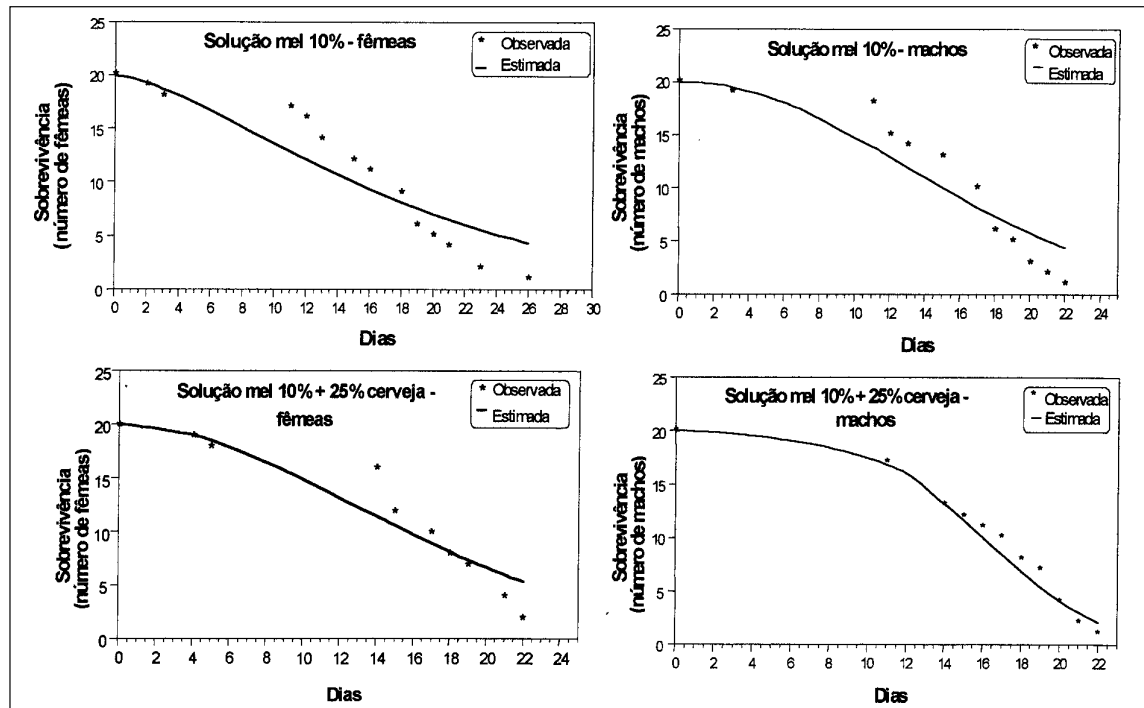 Solução mel 10% - fêmeas
Observada
Estimada
Sobrevivência
(número de fêmeas)
25
20
15
10
5
0
0 2 4 6 8 10 12 14 16 18 20 22 24 26 28 30
Dias
Solução mel 10% - machos
Observada
Estimada
Sobrevivência
(número de machos)
25
20
15
10
5
0
0 2 4 6 8 10 12 14 16 18 20 22 24
Dias
Solução mel 10% + 25% cerveja -
fêmeas
Observada
Estimada
Sobrevivência
(número de fêmeas)
25
20
15
10
5
0
0 2 4 6 8 10 12 14 16 18 20 22 24
Dias
Solução mel 10% + 25% cerveja -
machos
Observada
Estimada
Sobrevivência
(número de machos)
25
20
15
10
5
0
0 2 4 6 8 10 12 14 16 18 20 22
Dias